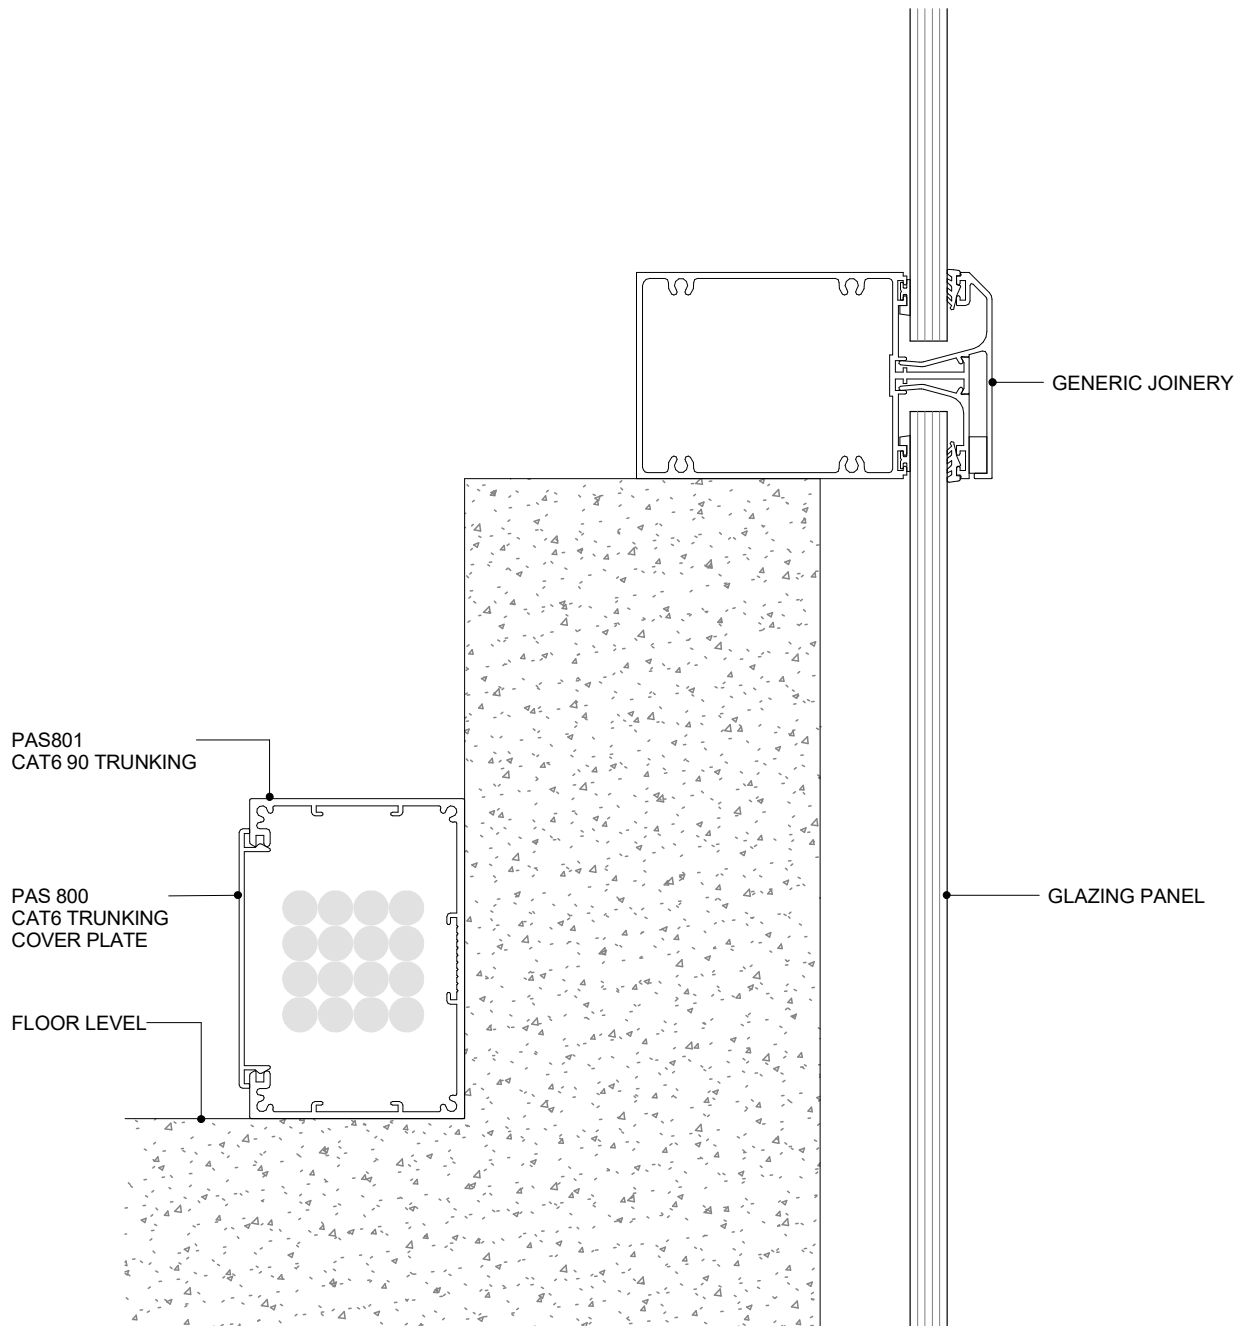 GENERIC JOINERY
PAS801
CAT6 90 TRUNKING
PAS 800
CAT6 TRUNKING
COVER PLATE
GLAZING PANEL
FLOOR LEVEL